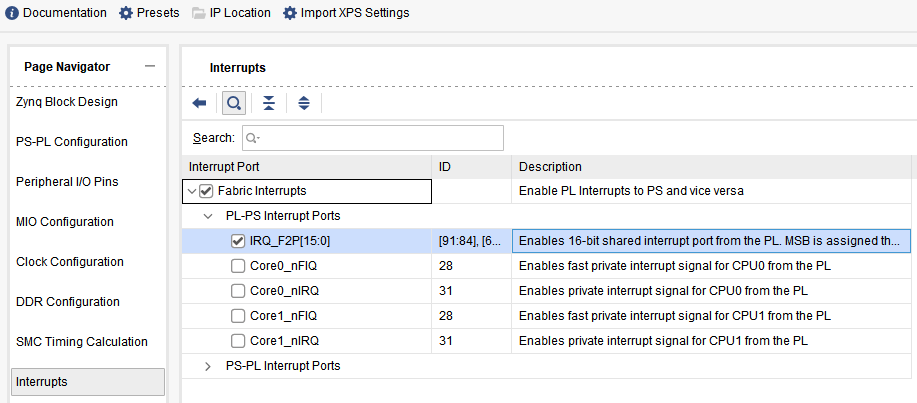 Documentation Presets IP Location Import XPS Settings
Page Navigator
Zynq Block Design
PS-PL Configuration
Peripheral I/O Pins
MIO Configuration
Clock Configuration
DDR Configuration
SMC Timing Calculation
Interrupts
Interrupts
Search:
Interrupt Port ID Description
Fabric Interrupts Enable PL Interrupts to PS and vice versa
PL-PS Interrupt Ports
IRQ_F2P[15:0] [91:84], [6... Enables 16-bit shared interrupt port from the PL. MSB is assigned th...
Core0_nFIQ 28 Enables fast private interrupt signal for CPU0 from the PL
Core0_nIRQ 31 Enables private interrupt signal for CPU0 from the PL
Core1_nFIQ 28 Enables fast private interrupt signal for CPU1 from the PL
Core1_nIRQ 31 Enables private interrupt signal for CPU1 from the PL
PS-PL Interrupt Ports